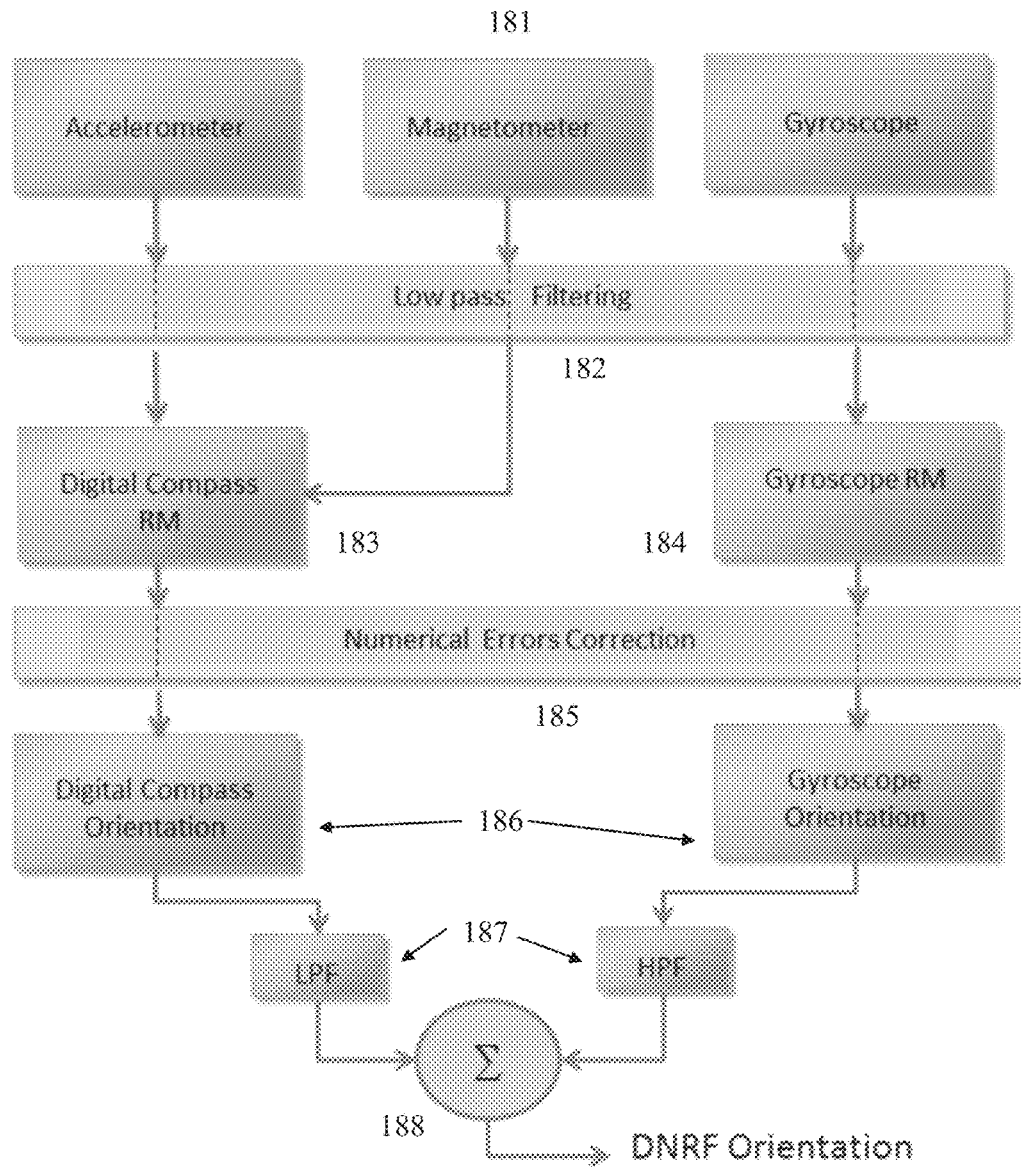 181
Accelerometer
Magnetometer
Gyroscope
Low pass Filtering
182
Digital Compass
RM
Gyroscope RM
183
184
Numerical Errors Correction
185
Digital Compass
Orientation
Gyroscope
Orientation
186
187
LPF
HPF
Σ
188
DNRF Orientation